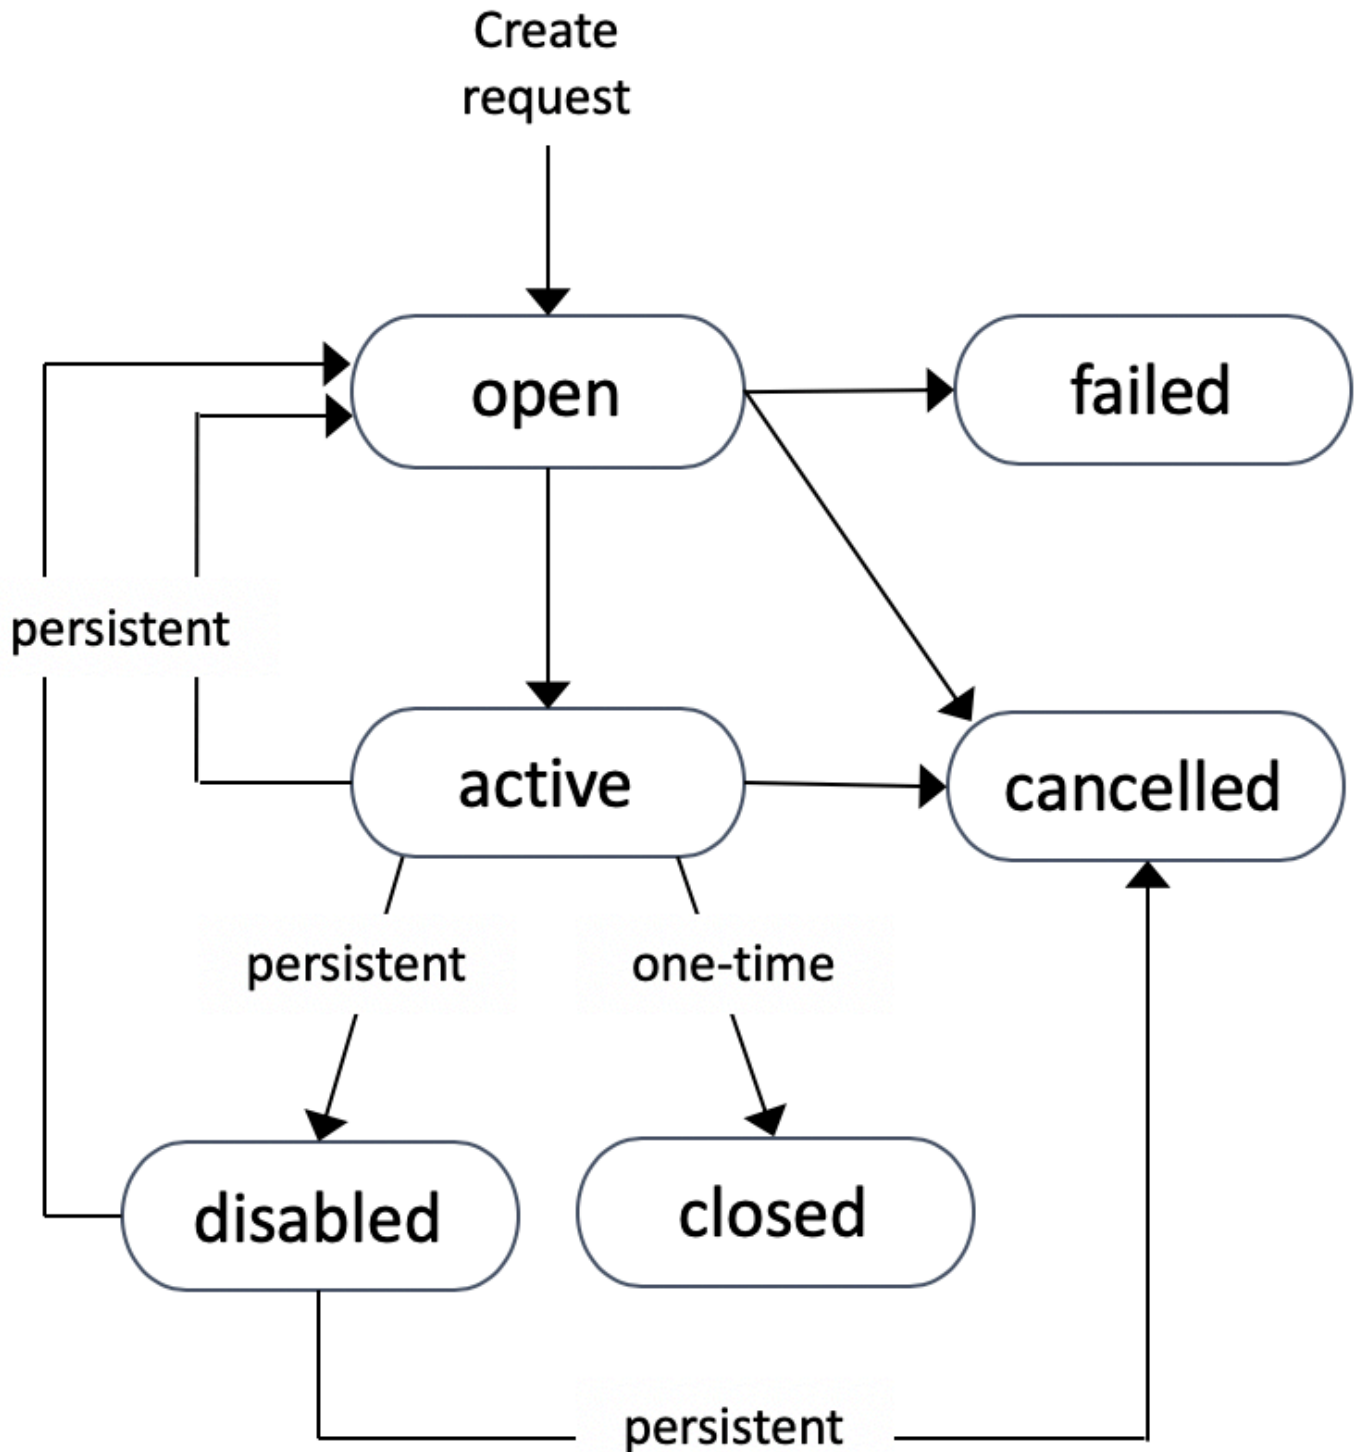 Create
request
open
failed
persistent
active
cancelled
persistent
one-time
disabled
closed
persistent